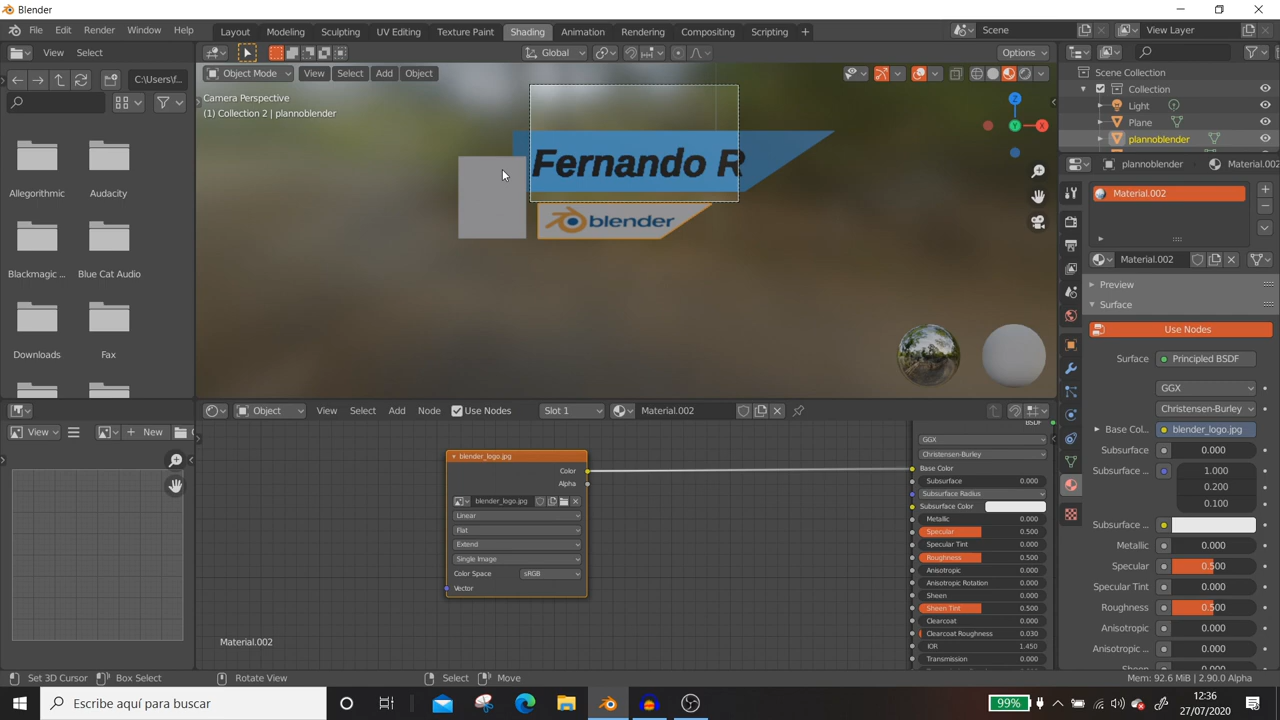 Blender
File Edit Render Window Help
Layout Modeling Sculpting UV Editing Texture Paint Shading Animation Rendering Compositing Scripting +
Scene
View Layer
View Select
Global
Options
C:\Users\f...
Object Mode View Select Add Object
Camera Perspective
(1) Collection 2 | plannoblender
Fernando R
blender
Z
Y
X
Scene Collection
Collection
Light
Plane
plannoblender
plannoblender
Material.00
Material.002
Material.002
Preview
Surface
Use Nodes
Surface Principled BSDF
GGX
Christensen-Burley
Base Col... blender_logo.jpg
Subsurface 0.000
Subsurface .. 1.000
0.200
0.100
Subsurface ..
Metallic 0.000
Specular 0.500
Specular Tint 0.000
Roughness 0.500
Anisotropic 0.000
Anisotropic .. 0.000
Sheen 0.000
Allegorithmic
Audacity
Blackmagic ...
Blue Cat Audio
Downloads
Fax
View
+ New
Object View Select Add Node Use Nodes Slot 1 Material.002
blender_logo.jpg
Color
Alpha
blender_logo.jpg
Linear
Flat
Extend
Single Image
Color Space sRGB
Vector
BSDF
GGX
Christensen-Burley
Base Color
Subsurface 0.000
Subsurface Radius
Subsurface Color
Metallic 0.000
Specular 0.500
Specular Tint 0.000
Roughness 0.500
Anisotropic 0.000
Anisotropic Rotation 0.000
Sheen 0.000
Sheen Tint 0.500
Clearcoat 0.000
Clearcoat Roughness 0.030
IOR 1.450
Transmission 0.000
Material.002
Set 3D Cursor Box Select Rotate View Select Move
Mem: 92.6 MiB | 2.90.0 Alpha
Escribe aquí para buscar
99%
12:36
27/07/2020